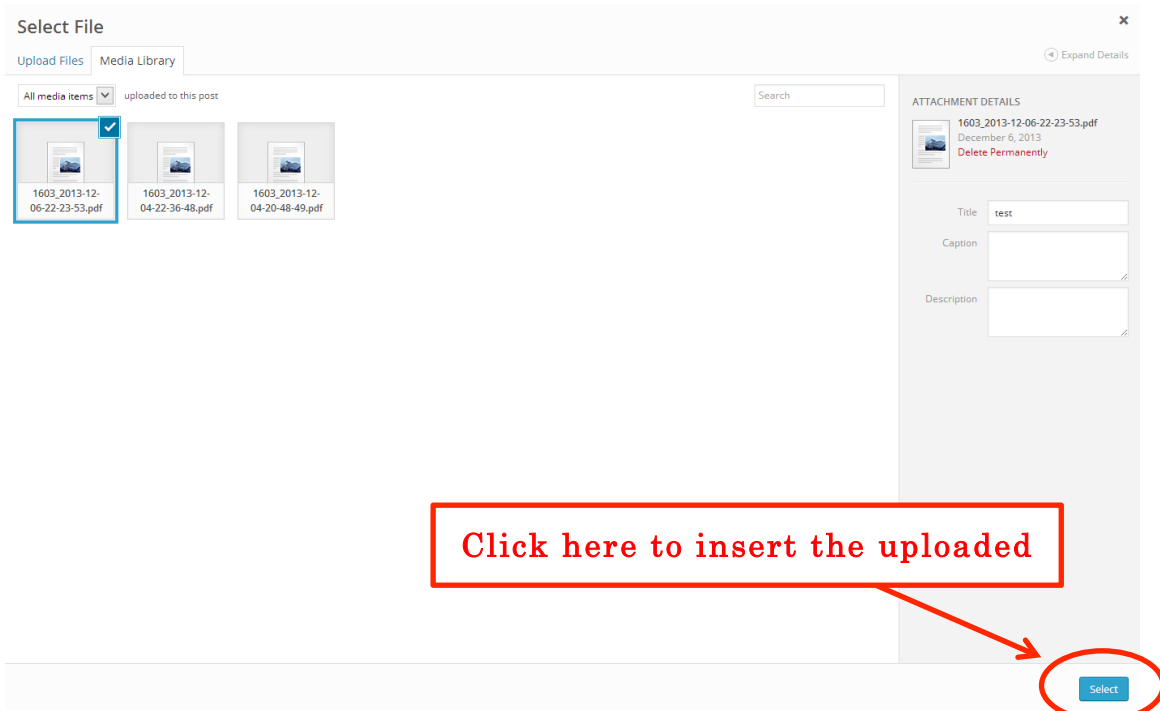 Select File
Upload Files
Media Library
Expand Details
All media items
uploaded to this post
Search
1603_2013-12-
06-22-23-53.pdf
1603_2013-12-
04-22-36-48.pdf
1603_2013-12-
04-20-48-49.pdf
ATTACHMENT DETAILS
1603_2013-12-06-22-23-53.pdf
December 6, 2013
Delete Permanently
Title
test
Caption
Description
Click here to insert the uploaded
Select